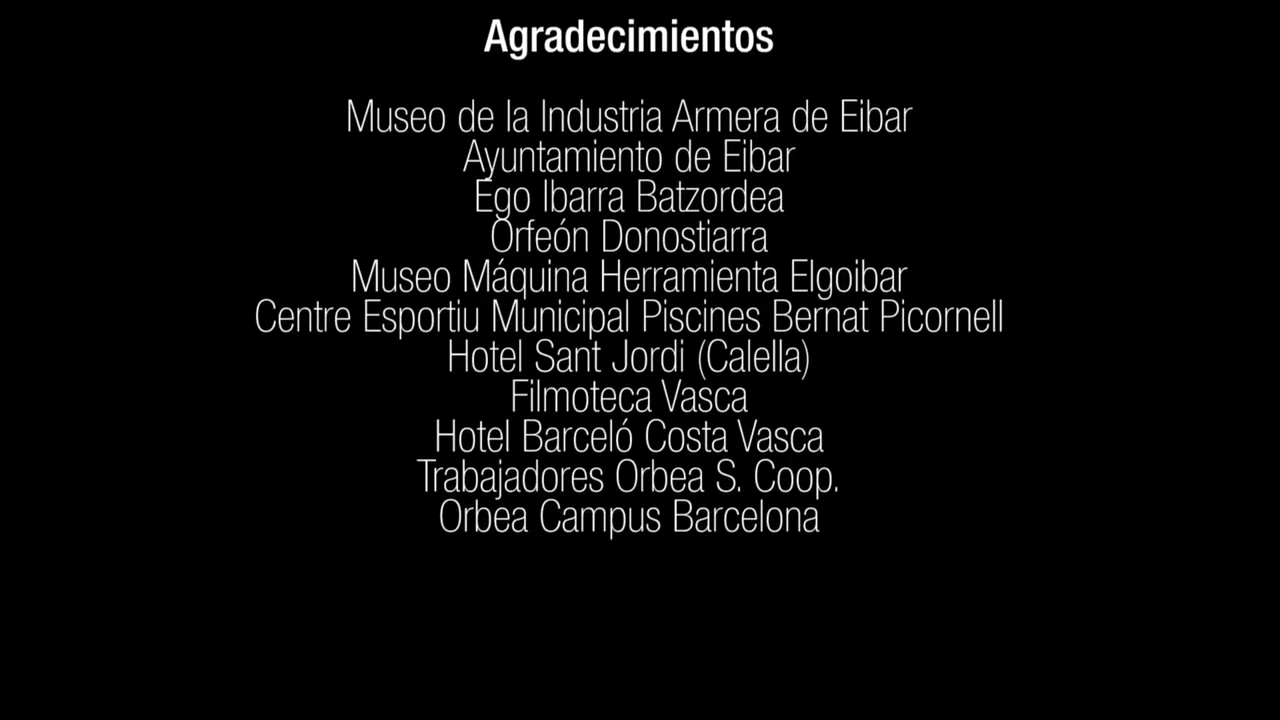 Agradecimientos
Museo de la Industria Armera de Eibar
Ayuntamiento de Eibar
Ego Ibarra Batzordea
Orfeón Donostiarra
Museo Máquina Herramienta Elgoibar
Centre Esportiu Municipal Piscines Bernat Picornell
Hotel Sant Jordi (Calella)
Filmoteca Vasca
Hotel Barceló Costa Vasca
Trabajadores Orbea S. Coop.
Orbea Campus Barcelona